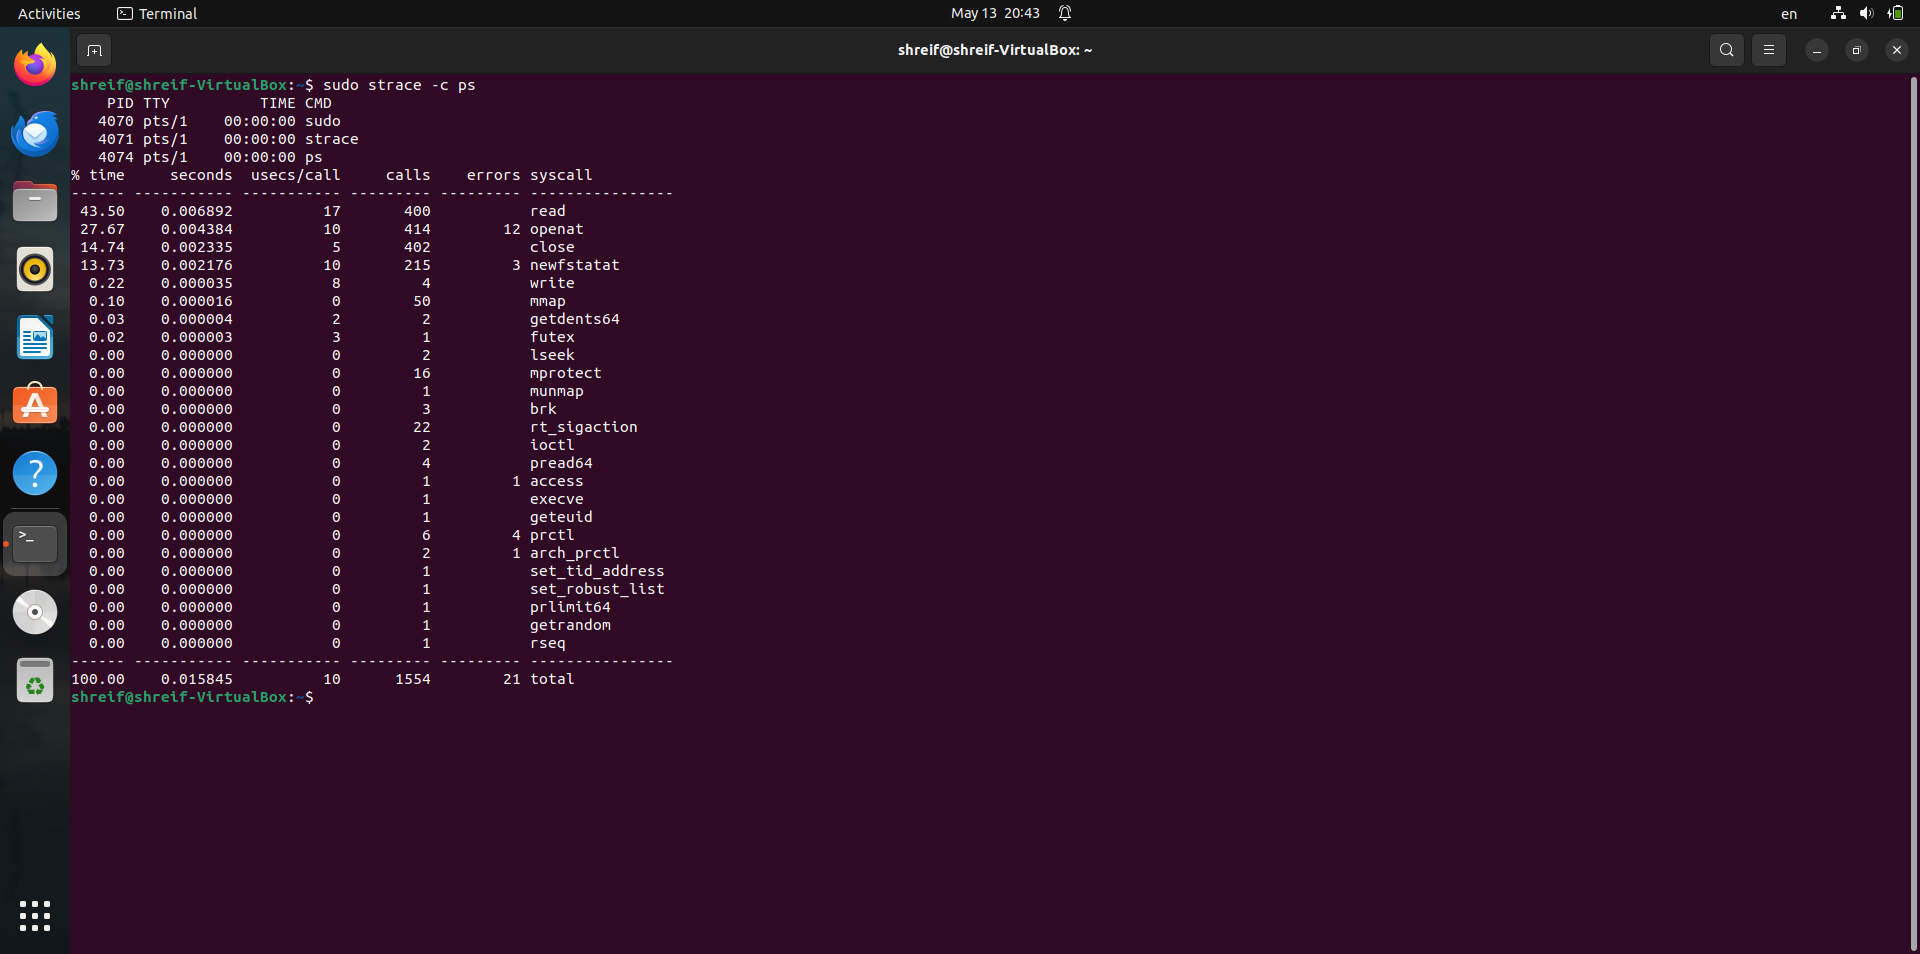 Activities Terminal May 13 20:43 en
shreif@shreif-VirtualBox: ~
shreif@shreif-VirtualBox:~$ sudo strace -c ps
    PID TTY          TIME CMD
   4070 pts/1    00:00:00 sudo
   4071 pts/1    00:00:00 strace
   4074 pts/1    00:00:00 ps
% time     seconds  usecs/call     calls    errors syscall
------ ----------- ----------- --------- --------- ----------------
 43.50    0.006892          17       400           read
 27.67    0.004384          10       414        12 openat
 14.74    0.002335           5       402           close
 13.73    0.002176          10       215         3 newfstatat
  0.22    0.000035           8         4           write
  0.10    0.000016           0        50           mmap
  0.03    0.000004           2         2           getdents64
  0.02    0.000003           3         1           futex
  0.00    0.000000           0         2           lseek
  0.00    0.000000           0        16           mprotect
  0.00    0.000000           0         1           munmap
  0.00    0.000000           0         3           brk
  0.00    0.000000           0        22           rt_sigaction
  0.00    0.000000           0         2           ioctl
  0.00    0.000000           0         4           pread64
  0.00    0.000000           0         1         1 access
  0.00    0.000000           0         1           execve
  0.00    0.000000           0         1           geteuid
  0.00    0.000000           0         6         4 prctl
  0.00    0.000000           0         2         1 arch_prctl
  0.00    0.000000           0         1           set_tid_address
  0.00    0.000000           0         1           set_robust_list
  0.00    0.000000           0         1           prlimit64
  0.00    0.000000           0         1           getrandom
  0.00    0.000000           0         1           rseq
------ ----------- ----------- --------- --------- ----------------
100.00    0.015845          10      1554        21 total
shreif@shreif-VirtualBox:~$